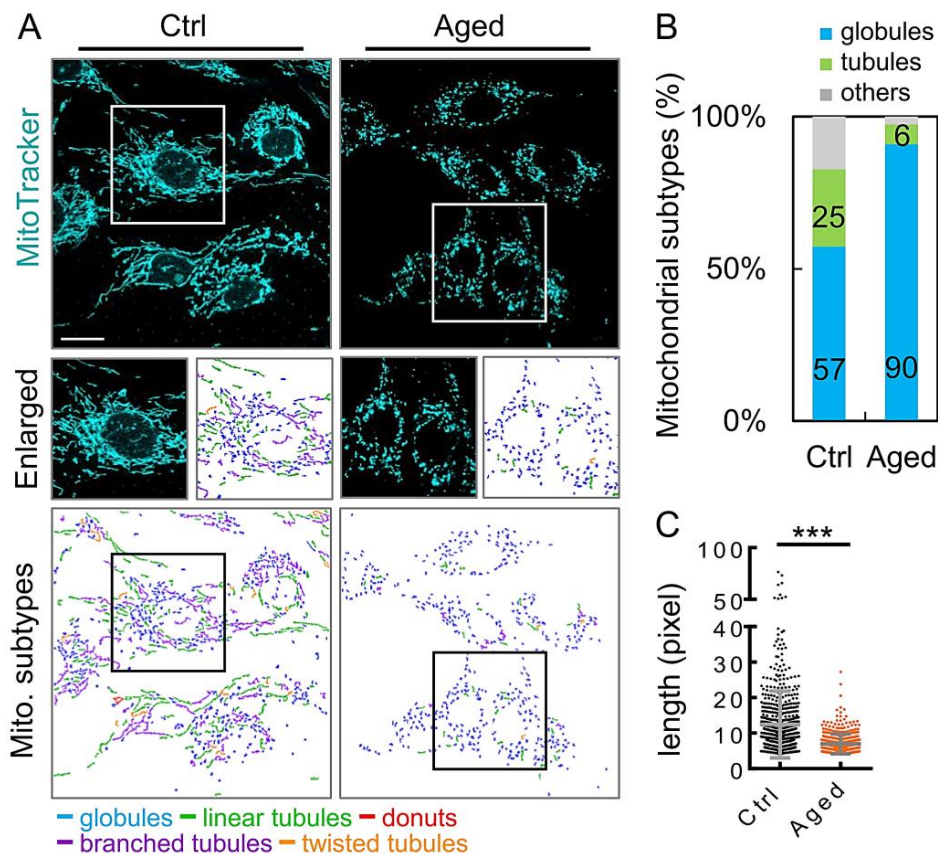 A
Ctrl
Aged
MitoTracker
Enlarged
Mito. subtypes
globules
linear tubules
donuts
branched tubules
twisted tubules
B
globules
tubules
others
Mitochondrial subtypes (%)
100%
50%
0%
25
57
6
90
Ctrl
Aged
C
***
length (pixel)
100
50
40
30
20
10
0
Ctrl
Aged